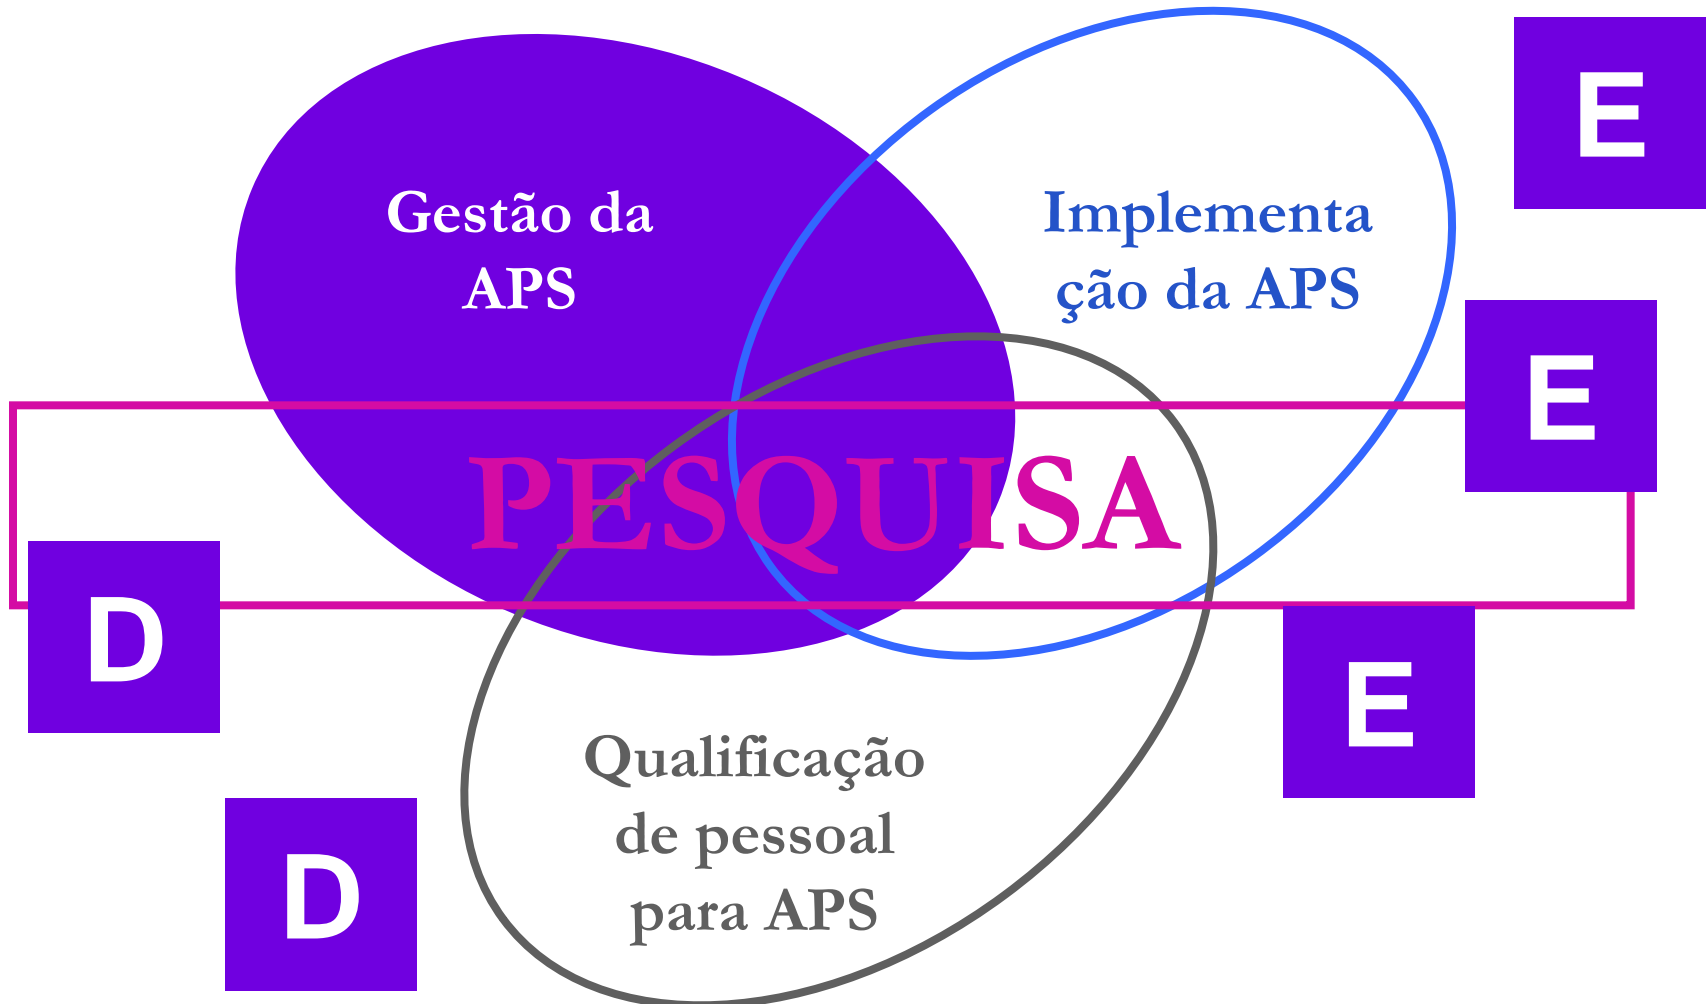 E
Gestão da
APS
Implementa
ção da APS
E
PESQUISA
D
E
Qualificação
de pessoal
para APS
D